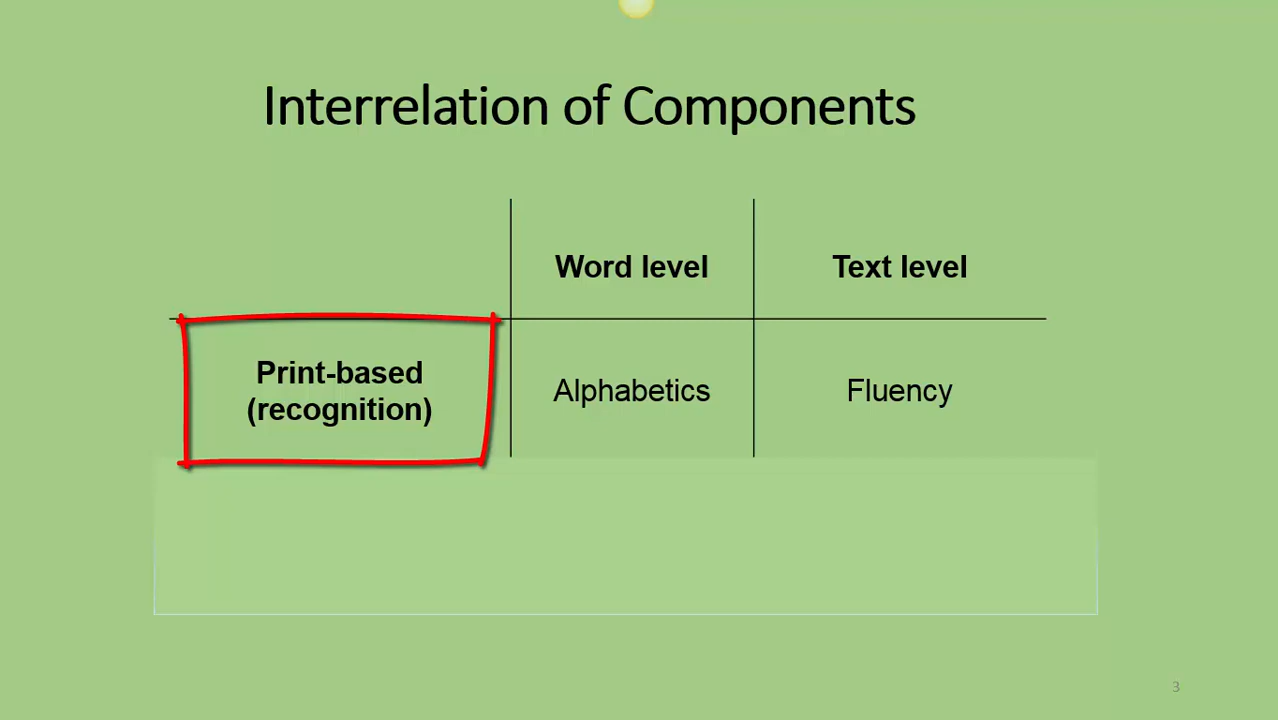 Interrelation of Components
Word level
Text level
Print-based
(recognition)
Alphabetics
Fluency
3